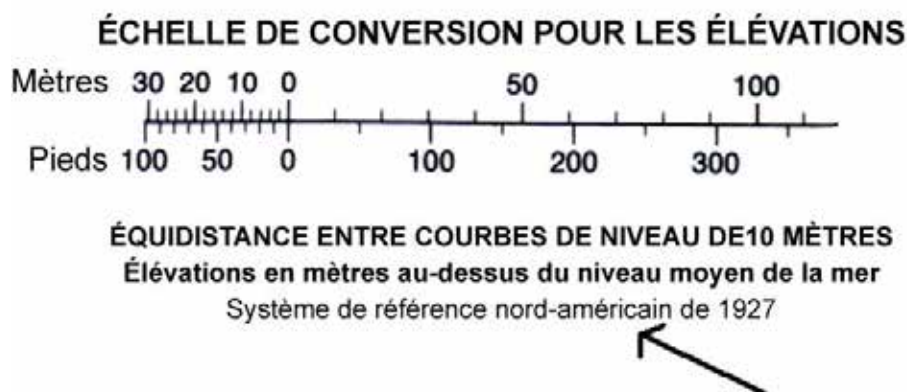 ÉCHELLE DE CONVERSION POUR LES ÉLÉVATIONS
Mètres 30 20 10 0 50 100
Pieds 100 50 0 100 200 300
ÉQUIDISTANCE ENTRE COURBES DE NIVEAU DE10 MÈTRES
Élévations en mètres au-dessus du niveau moyen de la mer
Système de référence nord-américain de 1927